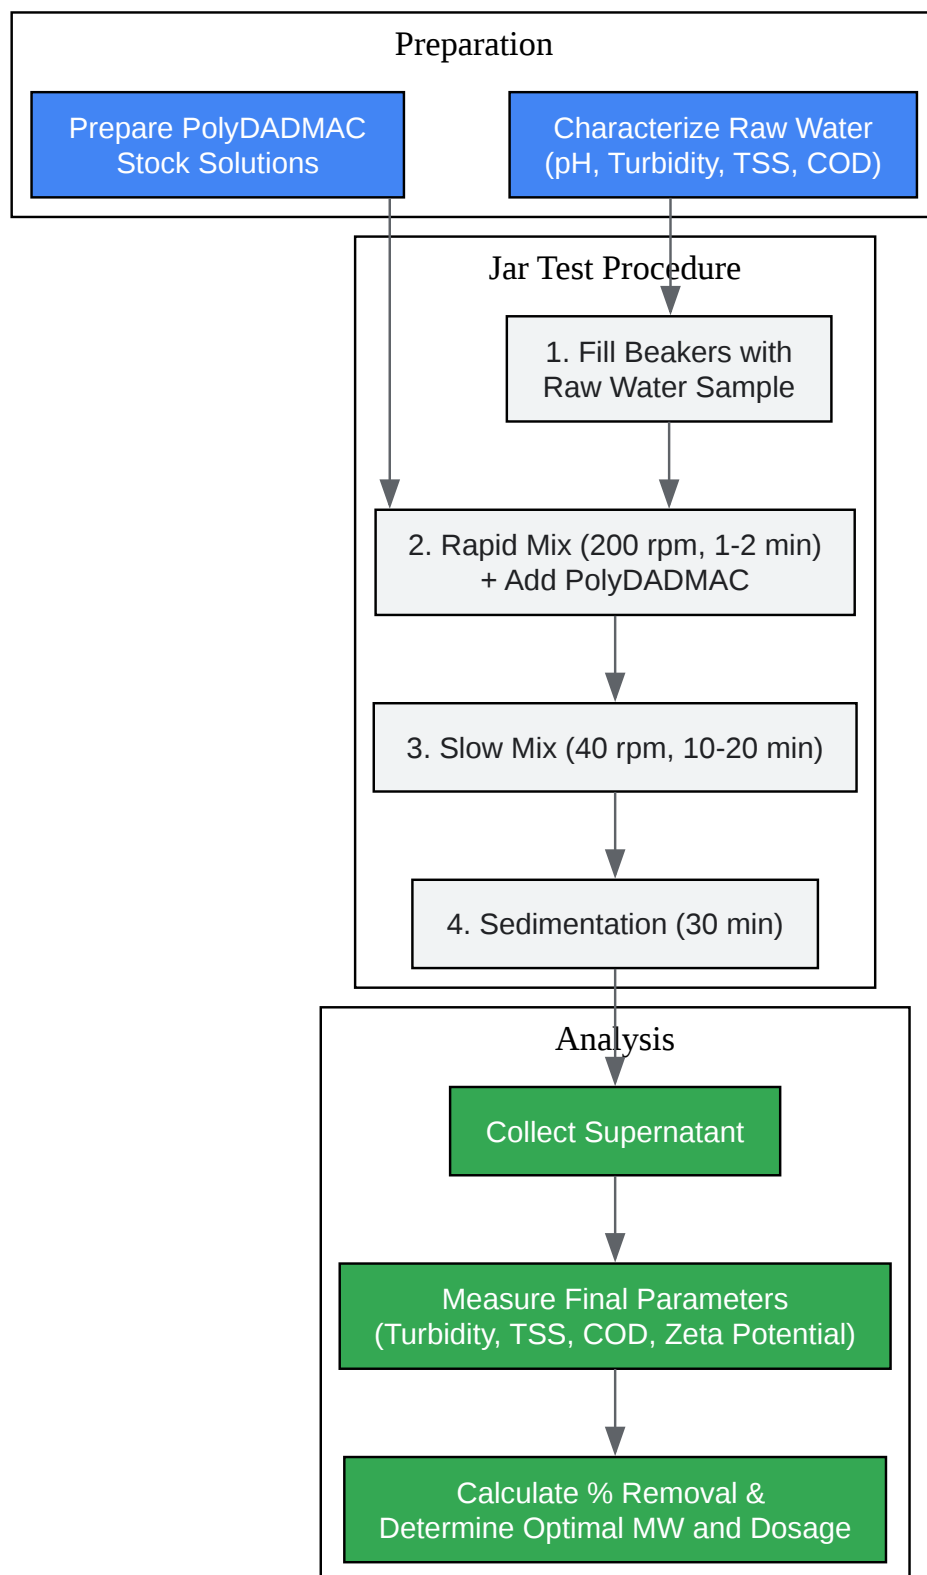 Preparation
Prepare PolyDADMAC
Stock Solutions
Characterize Raw Water
(pH, Turbidity, TSS, COD)
Jar Test Procedure
1. Fill Beakers with
Raw Water Sample
2. Rapid Mix (200 rpm, 1-2 min)
+ Add PolyDADMAC
3. Slow Mix (40 rpm, 10-20 min)
4. Sedimentation (30 min)
Analysis
Collect Supernatant
Measure Final Parameters
(Turbidity, TSS, COD, Zeta Potential)
Calculate % Removal &
Determine Optimal MW and Dosage